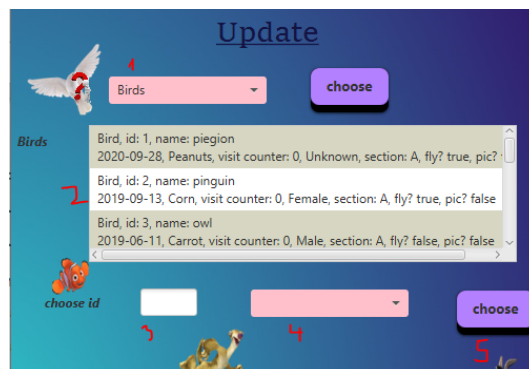 Update
1
Birds
choose
Birds
Bird, id: 1, name: piegion
2020-09-28, Peanuts, visit counter: 0, Unknown, section: A, fly? true, pic?
2
Bird, id: 2, name: pinguin
2019-09-13, Corn, visit counter: 0, Female, section: A, fly? true, pic? false
Bird, id: 3, name: owl
2019-06-11, Carrot, visit counter: 0, Male, section: A, fly? false, pic? false
choose id
choose
3
4
5